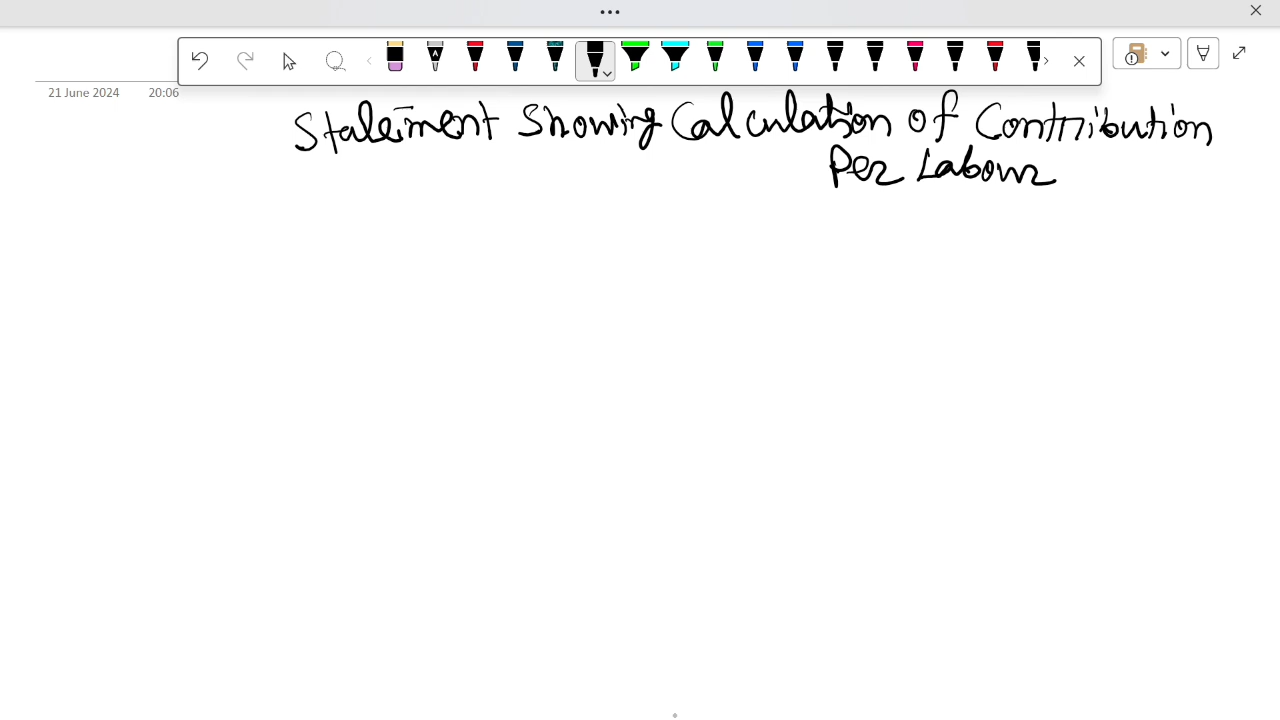 21 June 2024 20:06
Statement Showing Calculation of Contribution
Per Labour